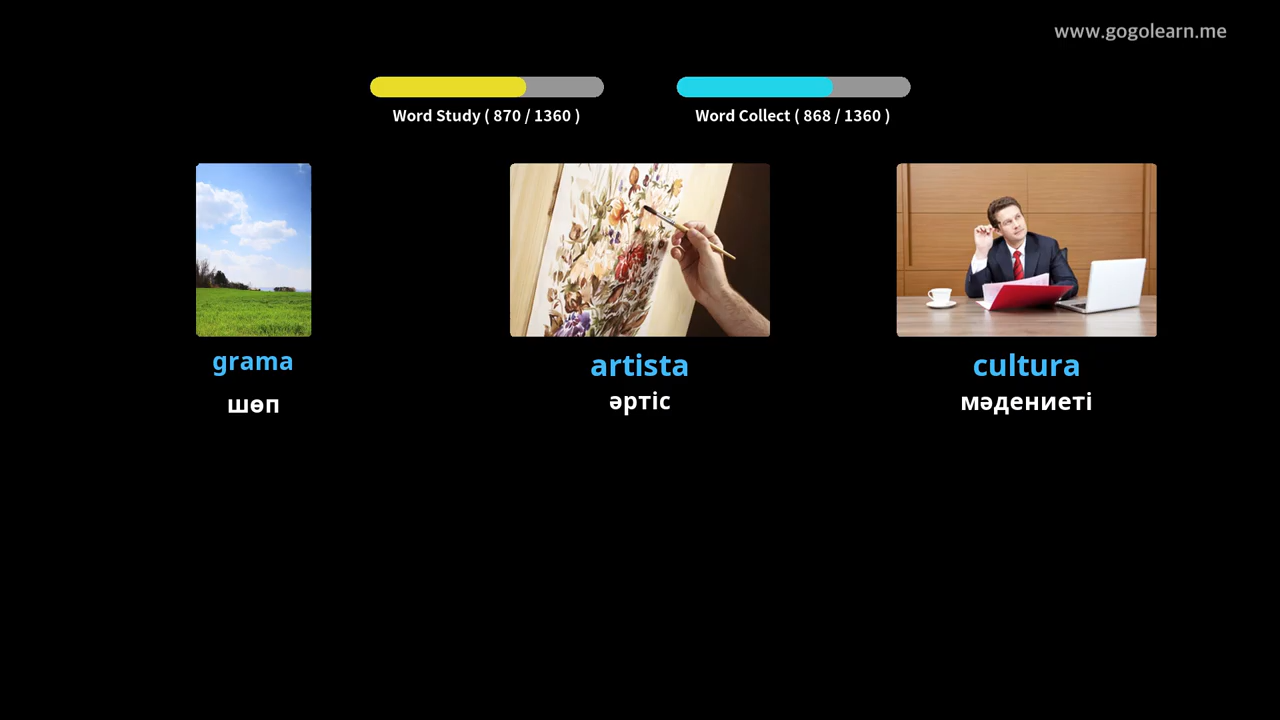 www.gogolearn.me
Word Study ( 870 / 1360 )
Word Collect ( 868 / 1360 )
grama
artista
cultura
шөп
әртіс
мәдениеті